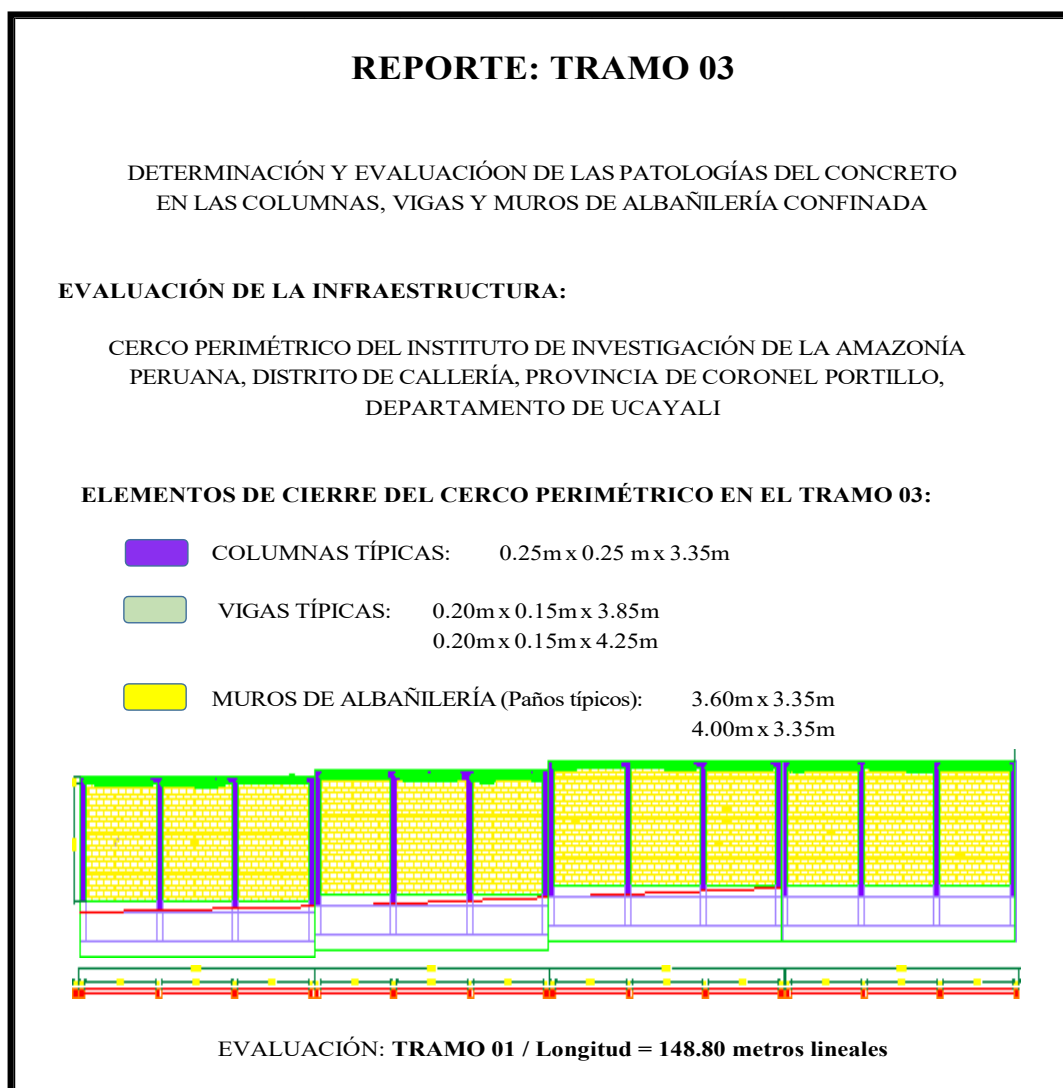 REPORTE: TRAMO 03
DETERMINACIÓN Y EVALUACIÓON DE LAS PATOLOGÍAS DEL CONCRETO
EN LAS COLUMNAS, VIGAS Y MUROS DE ALBAÑILERÍA CONFINADA
EVALUACIÓN DE LA INFRAESTRUCTURA:
CERCO PERIMÉTRICO DEL INSTITUTO DE INVESTIGACIÓN DE LA AMAZONÍA
PERUANA, DISTRITO DE CALLERÍA, PROVINCIA DE CORONEL PORTILLO,
DEPARTAMENTO DE UCAYALI
ELEMENTOS DE CIERRE DEL CERCO PERIMÉTRICO EN EL TRAMO 03:
COLUMNAS TÍPICAS: 0.25m x 0.25 m x 3.35m
VIGAS TÍPICAS: 0.20m x 0.15m x 3.85m
0.20m x 0.15m x 4.25m
MUROS DE ALBAÑILERÍA (Paños típicos): 3.60m x 3.35m
4.00m x 3.35m
EVALUACIÓN: TRAMO 01 / Longitud = 148.80 metros lineales